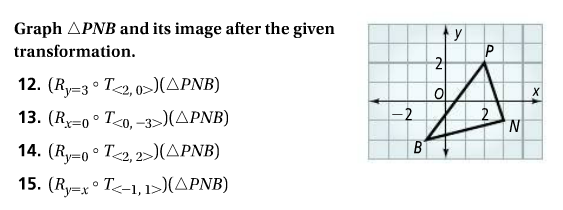 Graph △PNB and its image after the given
transformation.
12. (R_{y=3} ∘ T_{<2, 0>})(△PNB)
13. (R_{x=0} ∘ T_{<0, −3>})(△PNB)
14. (R_{y=0} ∘ T_{<2, 2>})(△PNB)
15. (R_{y=x} ∘ T_{<−1, 1>})(△PNB)
y
P
2
O
x
−2
2
N
B